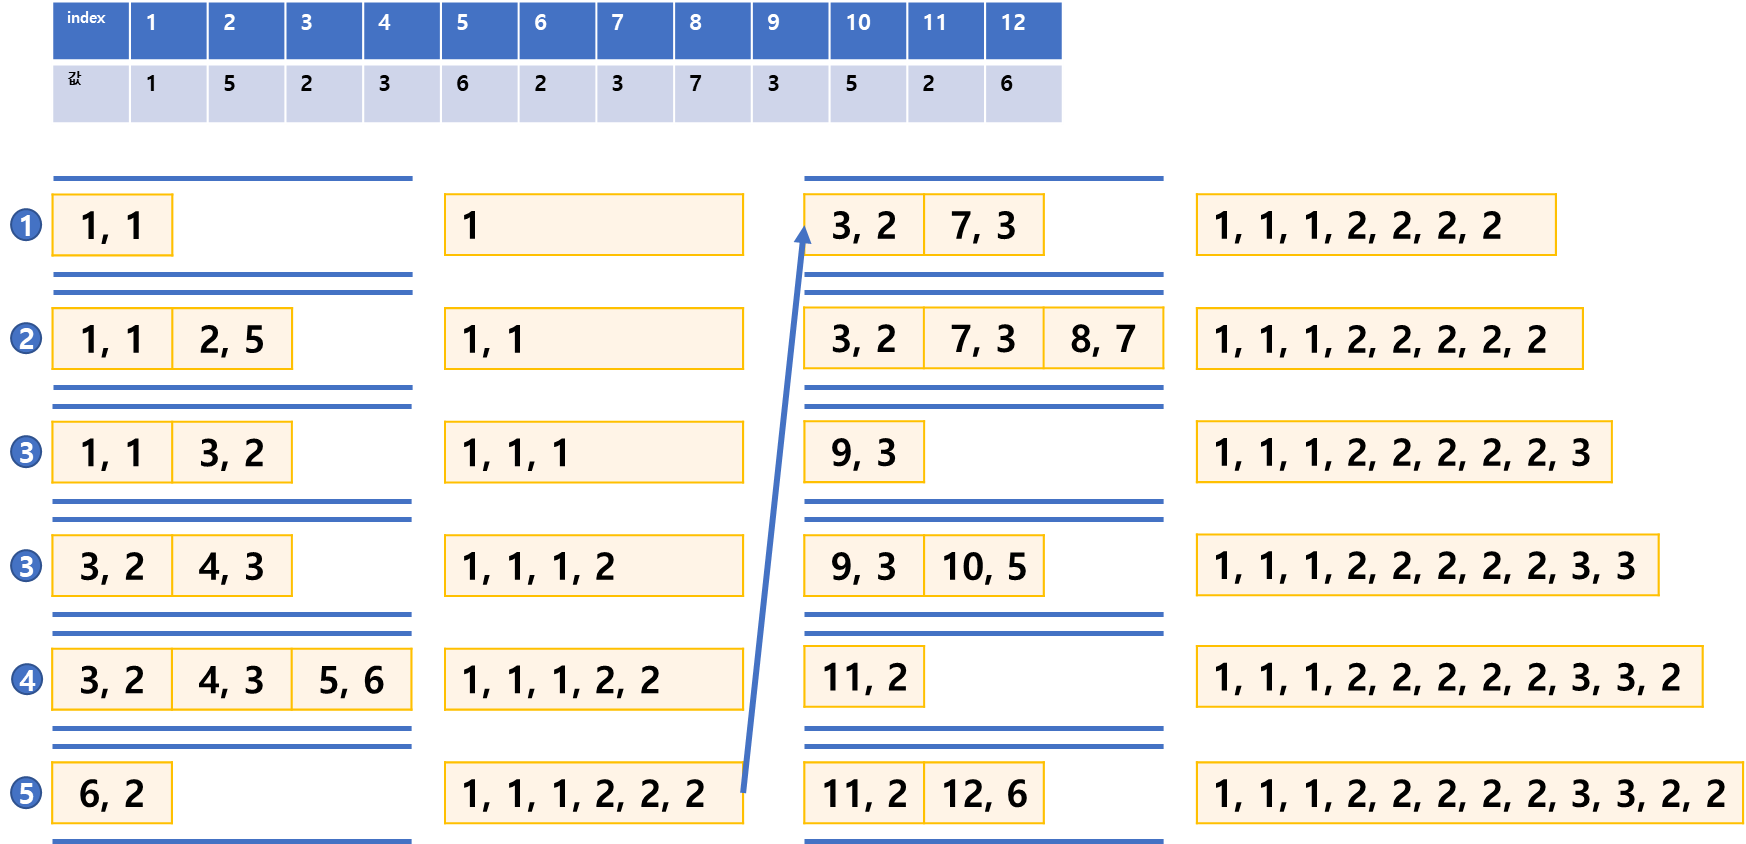 index 1 2 3 4 5 6 7 8 9 10 11 12
값 1 5 2 3 6 2 3 7 3 5 2 6
1 1, 1 1
2 1, 1 2, 5 1, 1
3 1, 1 3, 2 1, 1, 1
3 3, 2 4, 3 1, 1, 1, 2
4 3, 2 4, 3 5, 6 1, 1, 1, 2, 2
5 6, 2 1, 1, 1, 2, 2, 2
3, 2 7, 3 1, 1, 1, 2, 2, 2, 2
3, 2 7, 3 8, 7 1, 1, 1, 2, 2, 2, 2, 2
9, 3 1, 1, 1, 2, 2, 2, 2, 2, 3
9, 3 10, 5 1, 1, 1, 2, 2, 2, 2, 2, 3, 3
11, 2 1, 1, 1, 2, 2, 2, 2, 2, 3, 3, 2
11, 2 12, 6 1, 1, 1, 2, 2, 2, 2, 2, 3, 3, 2, 2